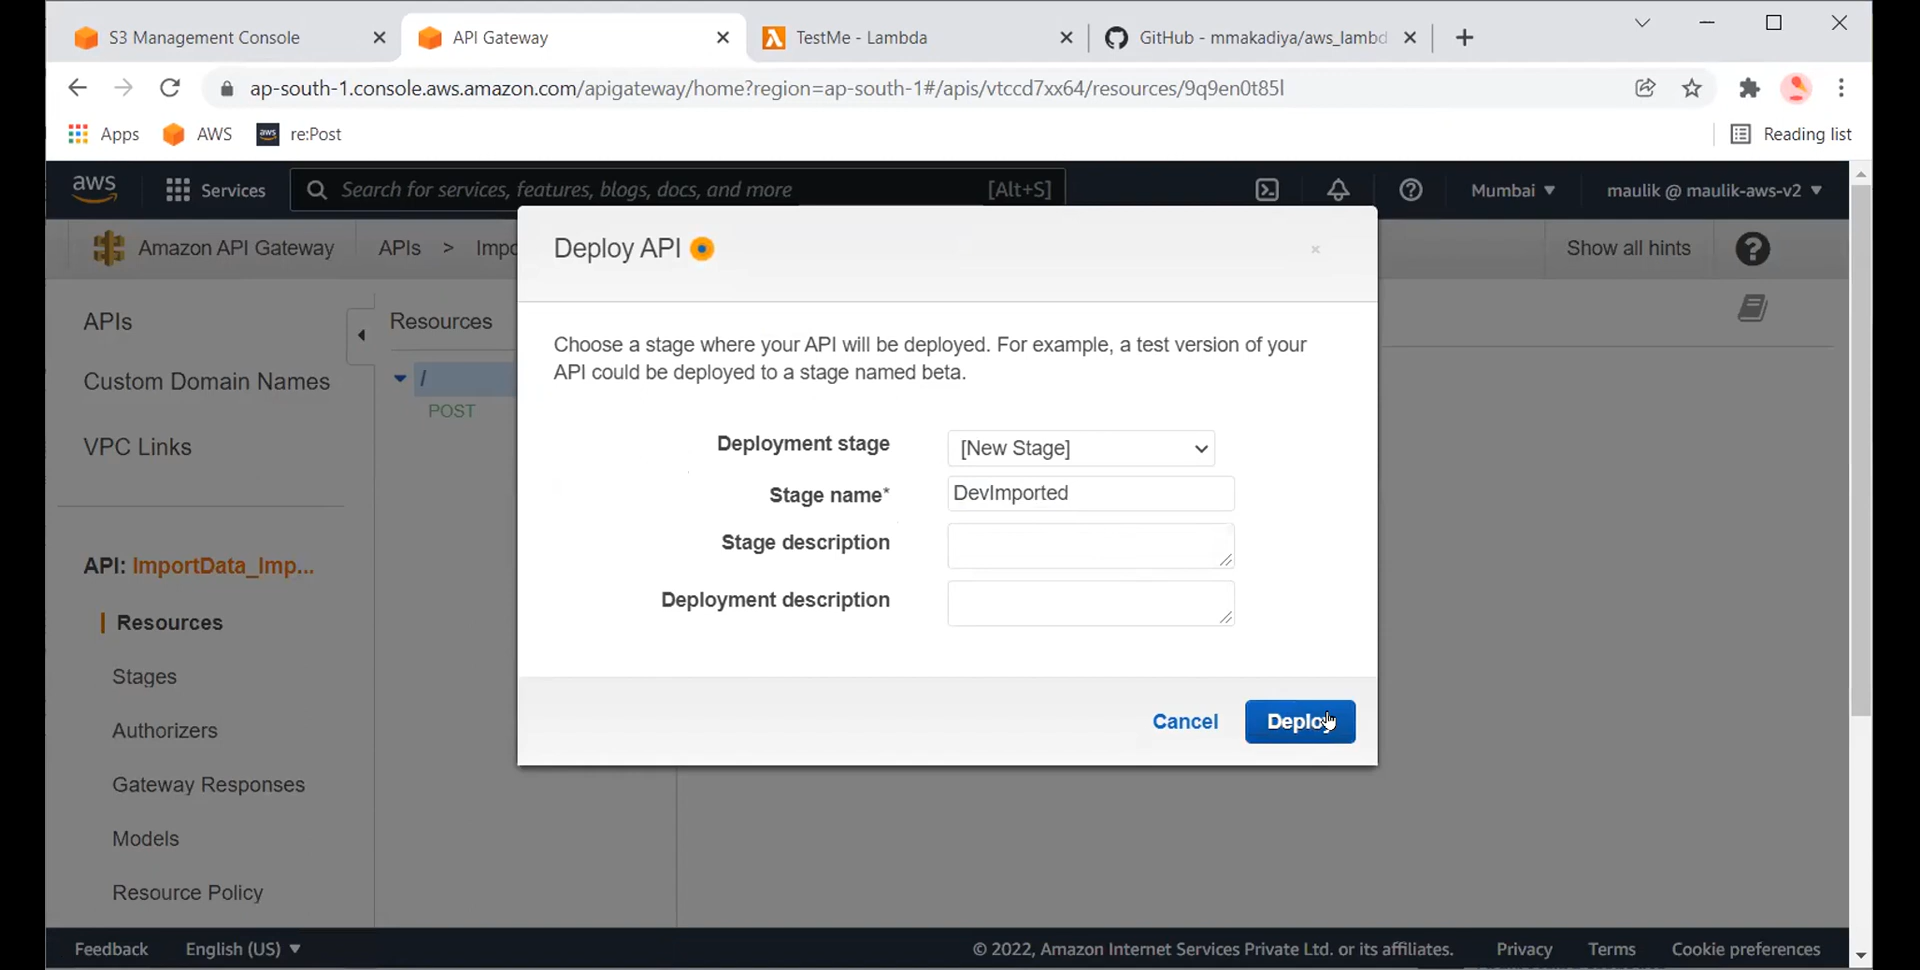 S3 Management Console
API Gateway
TestMe - Lambda
GitHub - mmakadiya/aws_lambd
ap-south-1.console.aws.amazon.com/apigateway/home?region=ap-south-1#/apis/vtccd7xx64/resources/9q9en0t85l
Apps
AWS
aws
re:Post
Reading list
aws
Services
Search for services, features, blogs, docs, and more
[Alt+S]
Mumbai
maulik @ maulik-aws-v2
Amazon API Gateway
APIs > Impo
Show all hints
Deploy API
APIs
Custom Domain Names
VPC Links
API: ImportData_Imp...
Resources
Stages
Authorizers
Gateway Responses
Models
Resource Policy
Resources
/
POST
Choose a stage where your API will be deployed. For example, a test version of your
API could be deployed to a stage named beta.
Deployment stage
[New Stage]
Stage name*
DevImported
Stage description
Deployment description
Cancel
Deploy
Feedback
English (US)
© 2022, Amazon Internet Services Private Ltd. or its affiliates.
Privacy
Terms
Cookie preferences